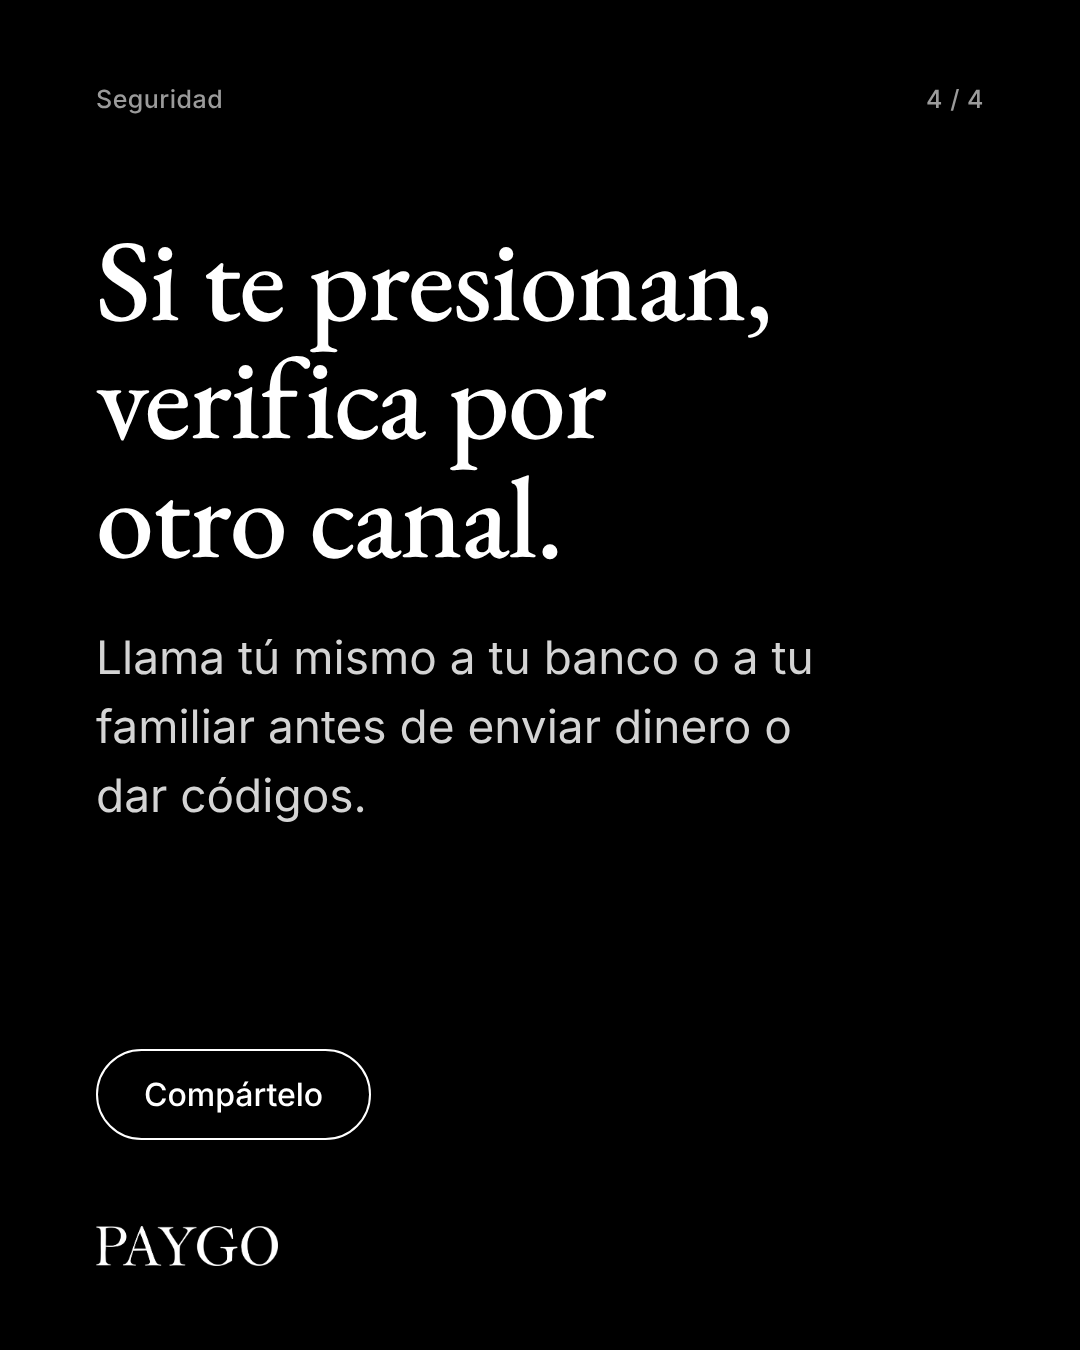 Seguridad
4 / 4
Si te presionan,
verifica por
otro canal.
Llama tú mismo a tu banco o a tu
familiar antes de enviar dinero o
dar códigos.
Compártelo
PAYGO